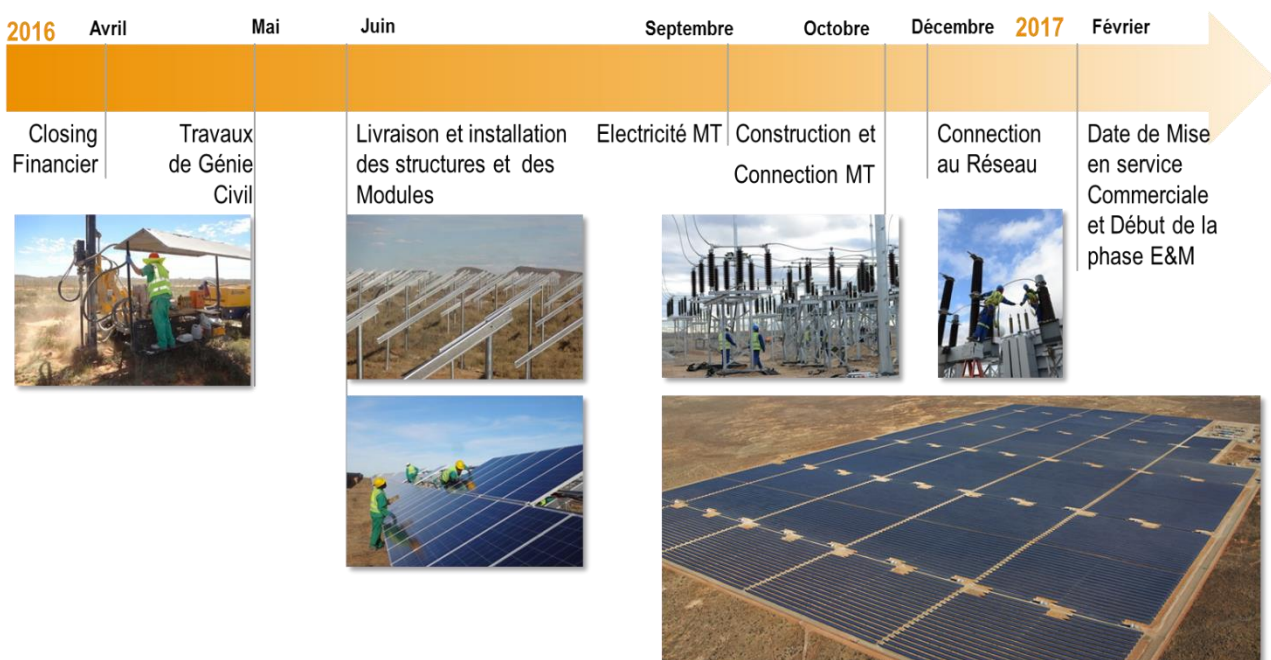 2016 Avril Mai Juin Septembre Octobre Décembre 2017 Février
Closing
Financier
Travaux
de Génie
Civil
Livraison et installation
des structures et des
Modules
Electricité MT
Construction et
Connection MT
Connection
au Réseau
Date de Mise
en service
Commerciale
et Début de la
phase E&M